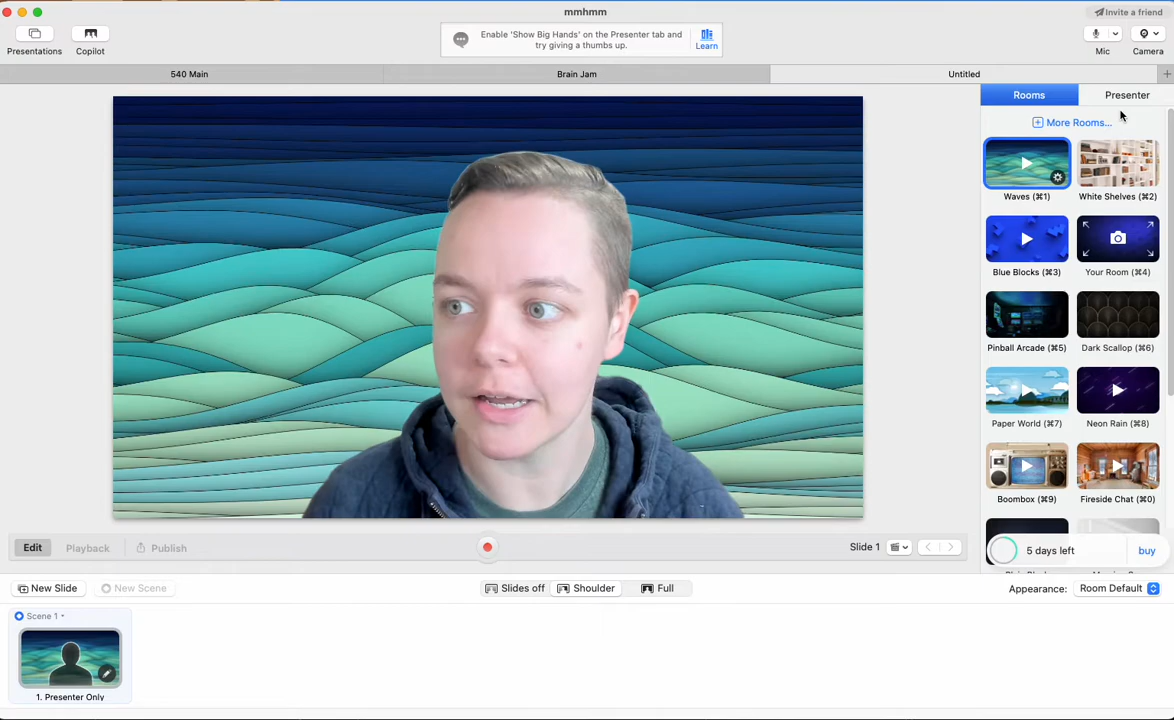 mmhmm
Invite a friend
Presentations
Copilot
Enable 'Show Big Hands' on the Presenter tab and
try giving a thumbs up.
Learn
Mic
Camera
540 Main
Brain Jam
Untitled
+
Rooms
Presenter
More Rooms...
Waves (⌘1)
White Shelves (⌘2)
Blue Blocks (⌘3)
Your Room (⌘4)
Pinball Arcade (⌘5)
Dark Scallop (⌘6)
Paper World (⌘7)
Neon Rain (⌘8)
Boombox (⌘9)
Fireside Chat (⌘0)
5 days left
buy
Edit
Playback
Publish
Slide 1
New Slide
New Scene
Slides off
Shoulder
Full
Appearance:
Room Default
Scene 1
1. Presenter Only